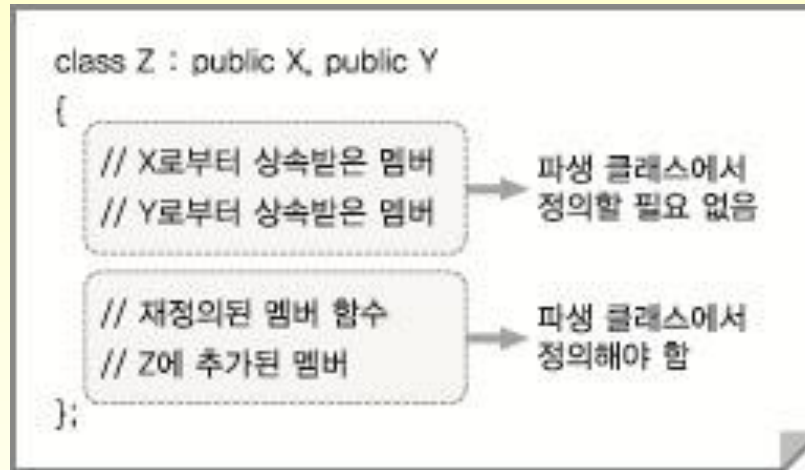 class Z : public X, public Y
{
// X로부터 상속받은 멤버
// Y로부터 상속받은 멤버
파생 클래스에서
정의할 필요 없음
// 재정의된 멤버 함수
// Z에 추가된 멤버
파생 클래스에서
정의해야 함
};